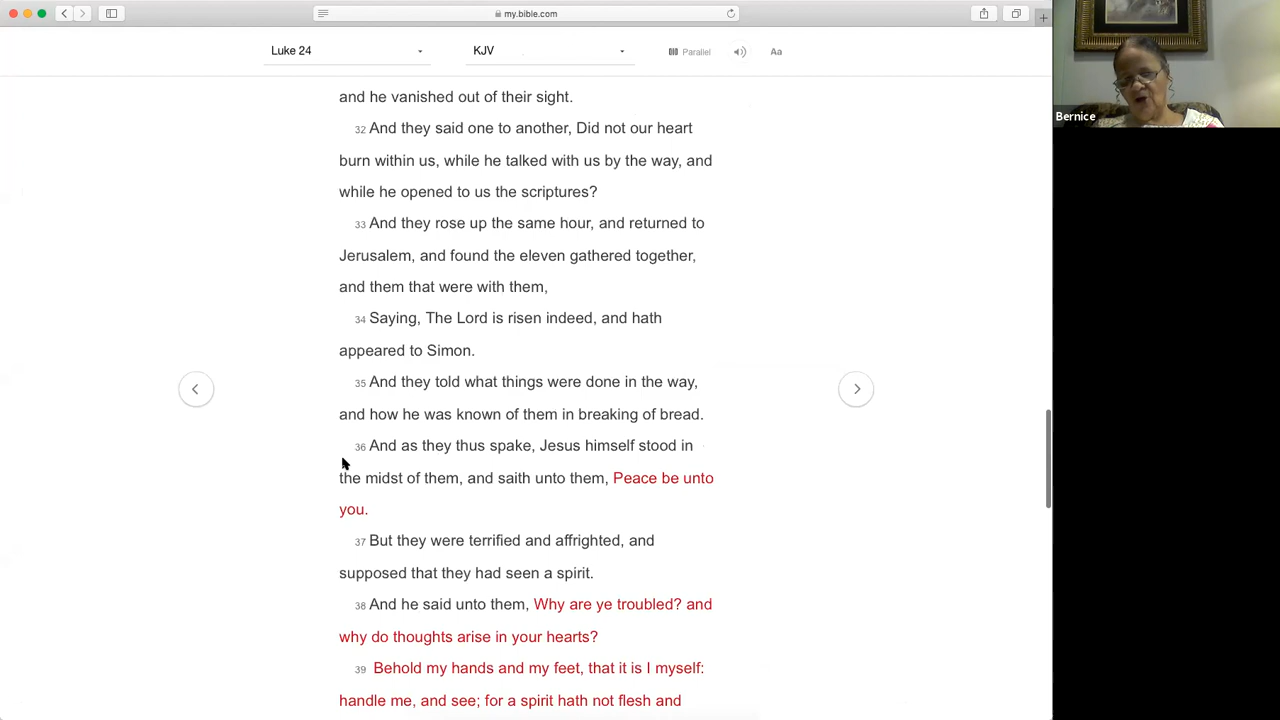 my.bible.com
Luke 24
KJV
Parallel
Aa
Bernice
and he vanished out of their sight.
32 And they said one to another, Did not our heart
burn within us, while he talked with us by the way, and
while he opened to us the scriptures?
33 And they rose up the same hour, and returned to
Jerusalem, and found the eleven gathered together,
and them that were with them,
34 Saying, The Lord is risen indeed, and hath
appeared to Simon.
35 And they told what things were done in the way,
and how he was known of them in breaking of bread.
36 And as they thus spake, Jesus himself stood in
the midst of them, and saith unto them, Peace be unto
you.
37 But they were terrified and affrighted, and
supposed that they had seen a spirit.
38 And he said unto them, Why are ye troubled? and
why do thoughts arise in your hearts?
39 Behold my hands and my feet, that it is I myself:
handle me, and see; for a spirit hath not flesh and